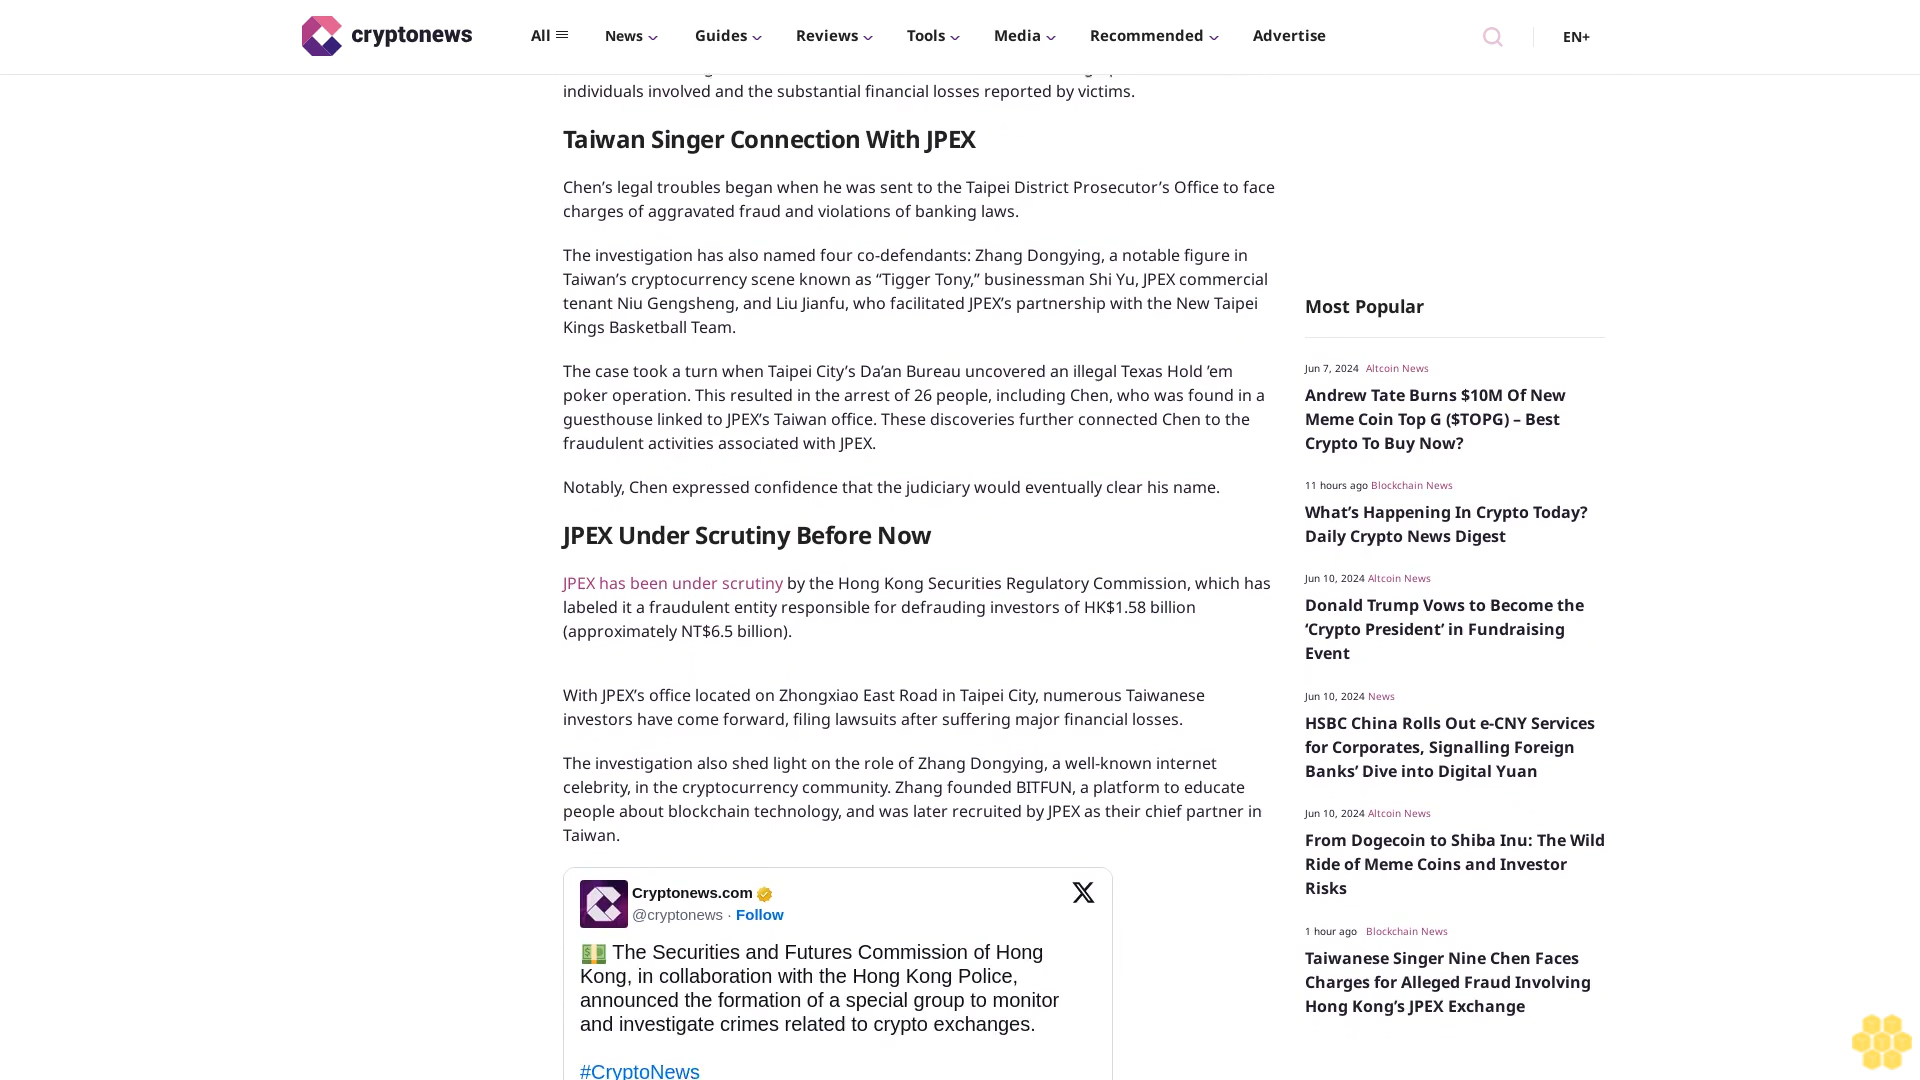 cryptonews
All
News
Guides
Reviews
Tools
Media
Recommended
Advertise
EN+
individuals involved and the substantial financial losses reported by victims.
Taiwan Singer Connection With JPEX
Chen’s legal troubles began when he was sent to the Taipei District Prosecutor’s Office to face
charges of aggravated fraud and violations of banking laws.
The investigation has also named four co-defendants: Zhang Dongying, a notable figure in
Taiwan’s cryptocurrency scene known as “Tigger Tony,” businessman Shi Yu, JPEX commercial
tenant Niu Gengsheng, and Liu Jianfu, who facilitated JPEX’s partnership with the New Taipei
Kings Basketball Team.
The case took a turn when Taipei City’s Da’an Bureau uncovered an illegal Texas Hold ’em
poker operation. This resulted in the arrest of 26 people, including Chen, who was found in a
guesthouse linked to JPEX’s Taiwan office. These discoveries further connected Chen to the
fraudulent activities associated with JPEX.
Notably, Chen expressed confidence that the judiciary would eventually clear his name.
JPEX Under Scrutiny Before Now
JPEX has been under scrutiny by the Hong Kong Securities Regulatory Commission, which has
labeled it a fraudulent entity responsible for defrauding investors of HK$1.58 billion
(approximately NT$6.5 billion).
With JPEX’s office located on Zhongxiao East Road in Taipei City, numerous Taiwanese
investors have come forward, filing lawsuits after suffering major financial losses.
The investigation also shed light on the role of Zhang Dongying, a well-known internet
celebrity, in the cryptocurrency community. Zhang founded BITFUN, a platform to educate
people about blockchain technology, and was later recruited by JPEX as their chief partner in
Taiwan.
Cryptonews.com
@cryptonews · Follow
The Securities and Futures Commission of Hong
Kong, in collaboration with the Hong Kong Police,
announced the formation of a special group to monitor
and investigate crimes related to crypto exchanges.
#CryptoNews
Most Popular
Jun 7, 2024 Altcoin News
Andrew Tate Burns $10M Of New
Meme Coin Top G ($TOPG) – Best
Crypto To Buy Now?
11 hours ago Blockchain News
What’s Happening In Crypto Today?
Daily Crypto News Digest
Jun 10, 2024 Altcoin News
Donald Trump Vows to Become the
‘Crypto President’ in Fundraising
Event
Jun 10, 2024 News
HSBC China Rolls Out e-CNY Services
for Corporates, Signalling Foreign
Banks’ Dive into Digital Yuan
Jun 10, 2024 Altcoin News
From Dogecoin to Shiba Inu: The Wild
Ride of Meme Coins and Investor
Risks
1 hour ago Blockchain News
Taiwanese Singer Nine Chen Faces
Charges for Alleged Fraud Involving
Hong Kong’s JPEX Exchange